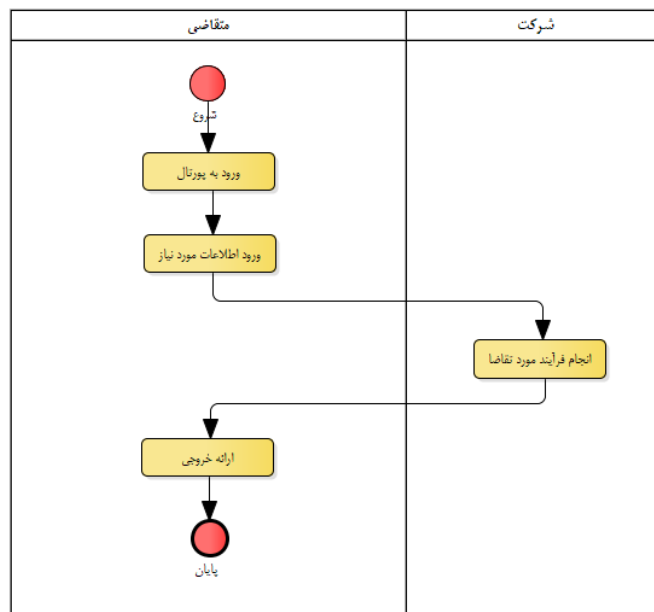 شرکت
متقاضی
شروع
ورود به پورتال
ورود اطلاعات مورد نیاز
انجام فرآیند مورد تقاضا
ارائه خروجی
پایان